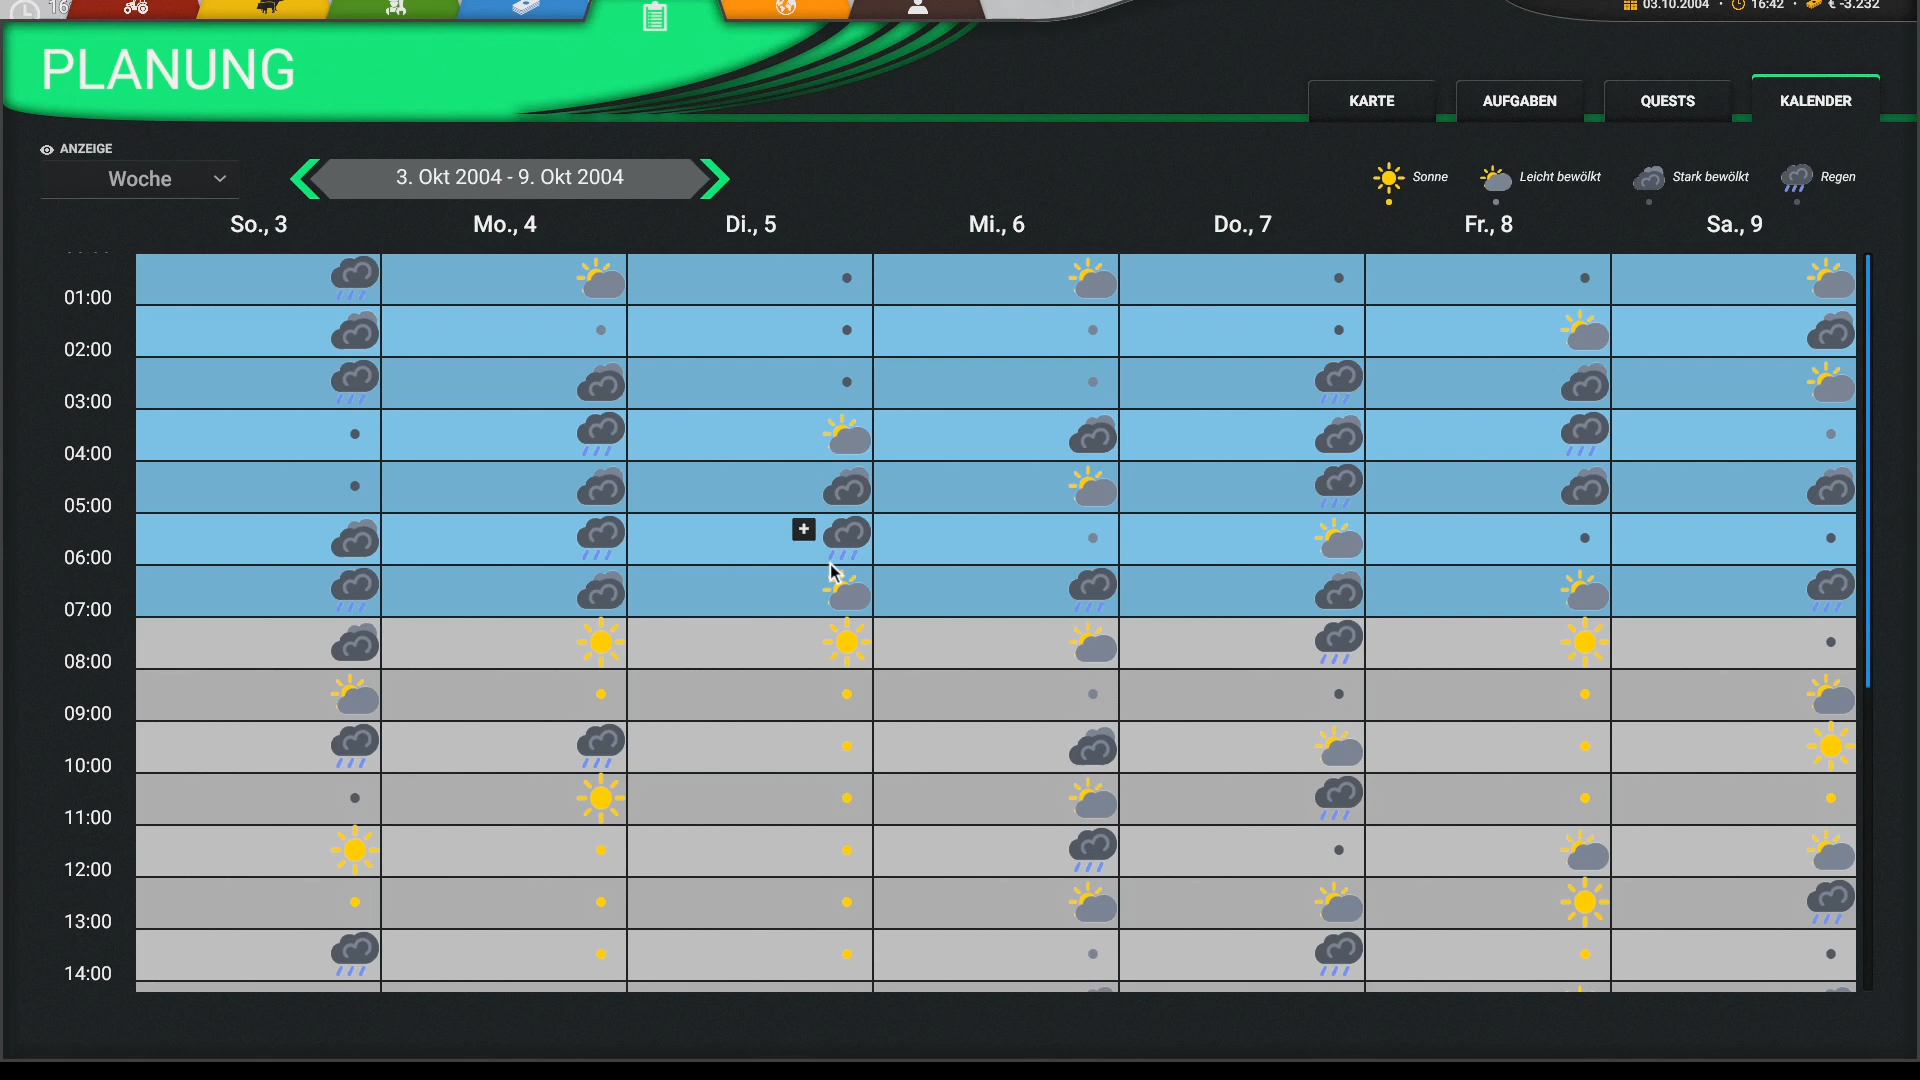 16
03.10.2004 • 16:42 • € -3.232
PLANUNG
KARTE
AUFGABEN
QUESTS
KALENDER
ANZEIGE
Woche
3. Okt 2004 - 9. Okt 2004
Sonne
Leicht bewölkt
Stark bewölkt
Regen
So., 3
Mo., 4
Di., 5
Mi., 6
Do., 7
Fr., 8
Sa., 9
01:00
02:00
03:00
04:00
05:00
06:00
07:00
08:00
09:00
10:00
11:00
12:00
13:00
14:00